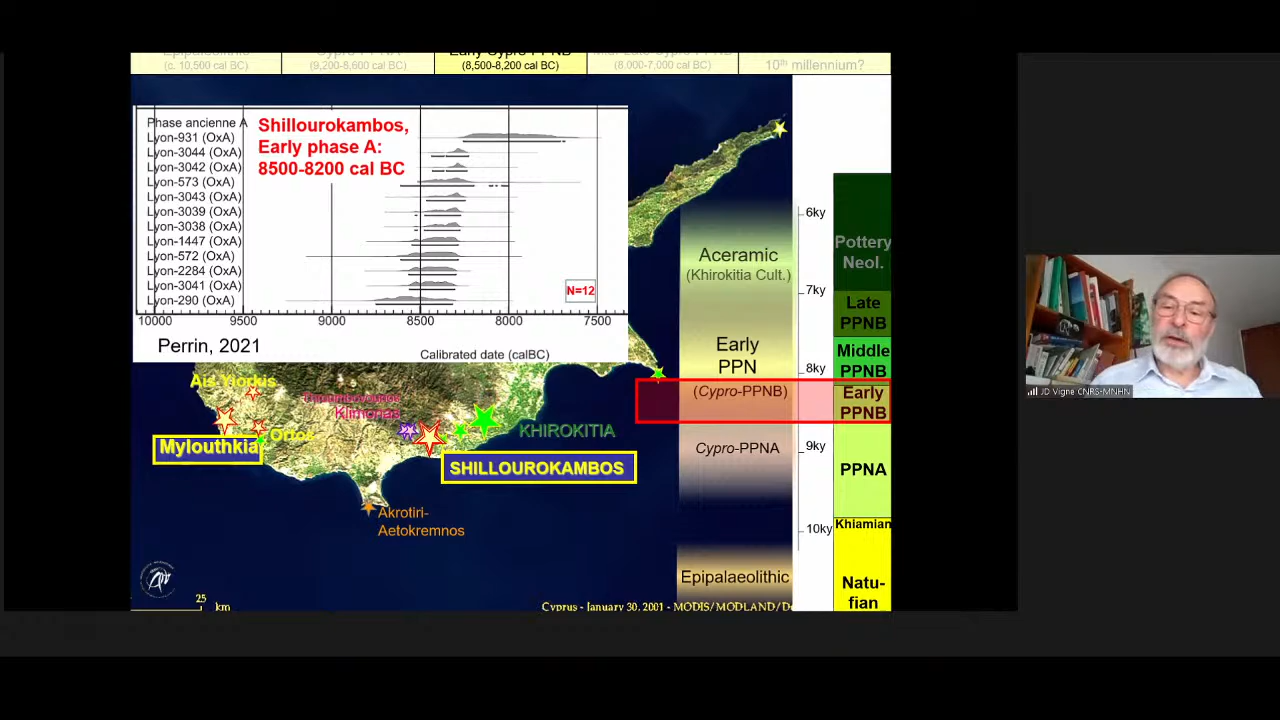 Epipalaeolithic
(c. 10,500 cal BC)
Cypro-PPNA
(9,200-8,600 cal BC)
Early Cypro-PPNB
(8,500-8,200 cal BC)
(8.000-7,000 cal BC)
10th millennium?
Phase ancienne A
Lyon-931 (OxA)
Lyon-3044 (OxA)
Lyon-3042 (OxA)
Lyon-573 (OxA)
Lyon-3043 (OxA)
Lyon-3039 (OxA)
Lyon-3038 (OxA)
Lyon-1447 (OxA)
Lyon-572 (OxA)
Lyon-2284 (OxA)
Lyon-3041 (OxA)
Lyon-290 (OxA)
Shillourokambos,
Early phase A:
8500-8200 cal BC
N=12
10000 9500 9000 8500 8000 7500
Perrin, 2021
Calibrated date (calBC)
Ais Yiorkis
Klimonas
Ortos
Mylouthkia
KHIROKITIA
SHILLOUROKAMBOS
Akrotiri-
Aetokremnos
25
km
Cyprus - January 30, 2001 - MODIS/MODLAND/De
Aceramic
(Khirokitia Cult.)
Early
PPN
(Cypro-PPNB)
Cypro-PPNA
Epipalaeolithic
6ky
7ky
8ky
9ky
10ky
Pottery
Neol.
Late
PPNB
Middle
PPNB
Early
PPNB
PPNA
Khiamian
Natu-
fian
JD Vigne CNRS-MNHN